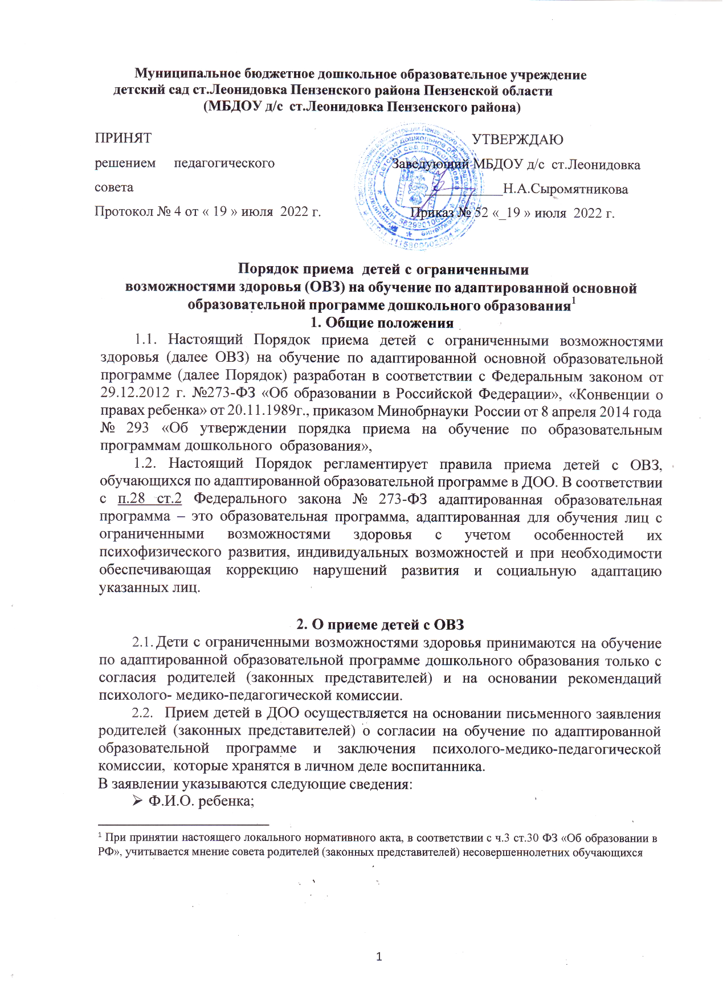 Муниципальное бюджетное дошкольное образовательное учреждение
детский сад ст.Леонидовка Пензенского района Пензенской области
(МБДОУ д/с ст.Леонидовка Пензенского района)
ПРИНЯТ
УТВЕРЖДАЮ
решением педагогического
Заведующий МБДОУ д/с ст.Леонидовка
совета
___________Н.А.Сыромятникова
Протокол № 4 от « 19 » июля 2022 г.
Приказ № 52 «_19 » июля 2022 г.
Порядок приема детей с ограниченными
возможностями здоровья (ОВЗ) на обучение по адаптированной основной
образовательной программе дошкольного образования¹
1. Общие положения
1.1. Настоящий Порядок приема детей с ограниченными возможностями
здоровья (далее ОВЗ) на обучение по адаптированной основной образовательной
программе (далее Порядок) разработан в соответствии с Федеральным законом от
29.12.2012 г. №273-ФЗ «Об образовании в Российской Федерации», «Конвенции о
правах ребенка» от 20.11.1989г., приказом Минобрнауки России от 8 апреля 2014 года
№ 293 «Об утверждении порядка приема на обучение по образовательным
программам дошкольного образования»,
1.2. Настоящий Порядок регламентирует правила приема детей с ОВЗ,
обучающихся по адаптированной образовательной программе в ДОО. В соответствии
с п.28 ст.2 Федерального закона № 273-ФЗ адаптированная образовательная
программа – это образовательная программа, адаптированная для обучения лиц с
ограниченными возможностями здоровья с учетом особенностей их
психофизического развития, индивидуальных возможностей и при необходимости
обеспечивающая коррекцию нарушений развития и социальную адаптацию
указанных лиц.
2. О приеме детей с ОВЗ
2.1. Дети с ограниченными возможностями здоровья принимаются на обучение
по адаптированной образовательной программе дошкольного образования только с
согласия родителей (законных представителей) и на основании рекомендаций
психолого- медико-педагогической комиссии.
2.2. Прием детей в ДОО осуществляется на основании письменного заявления
родителей (законных представителей) о согласии на обучение по адаптированной
образовательной программе и заключения психолого-медико-педагогической
комиссии, которые хранятся в личном деле воспитанника.
В заявлении указываются следующие сведения:
➢ Ф.И.О. ребенка;
¹ При принятии настоящего локального нормативного акта, в соответствии с ч.3 ст.30 ФЗ «Об образовании в
РФ», учитывается мнение совета родителей (законных представителей) несовершеннолетних обучающихся
1